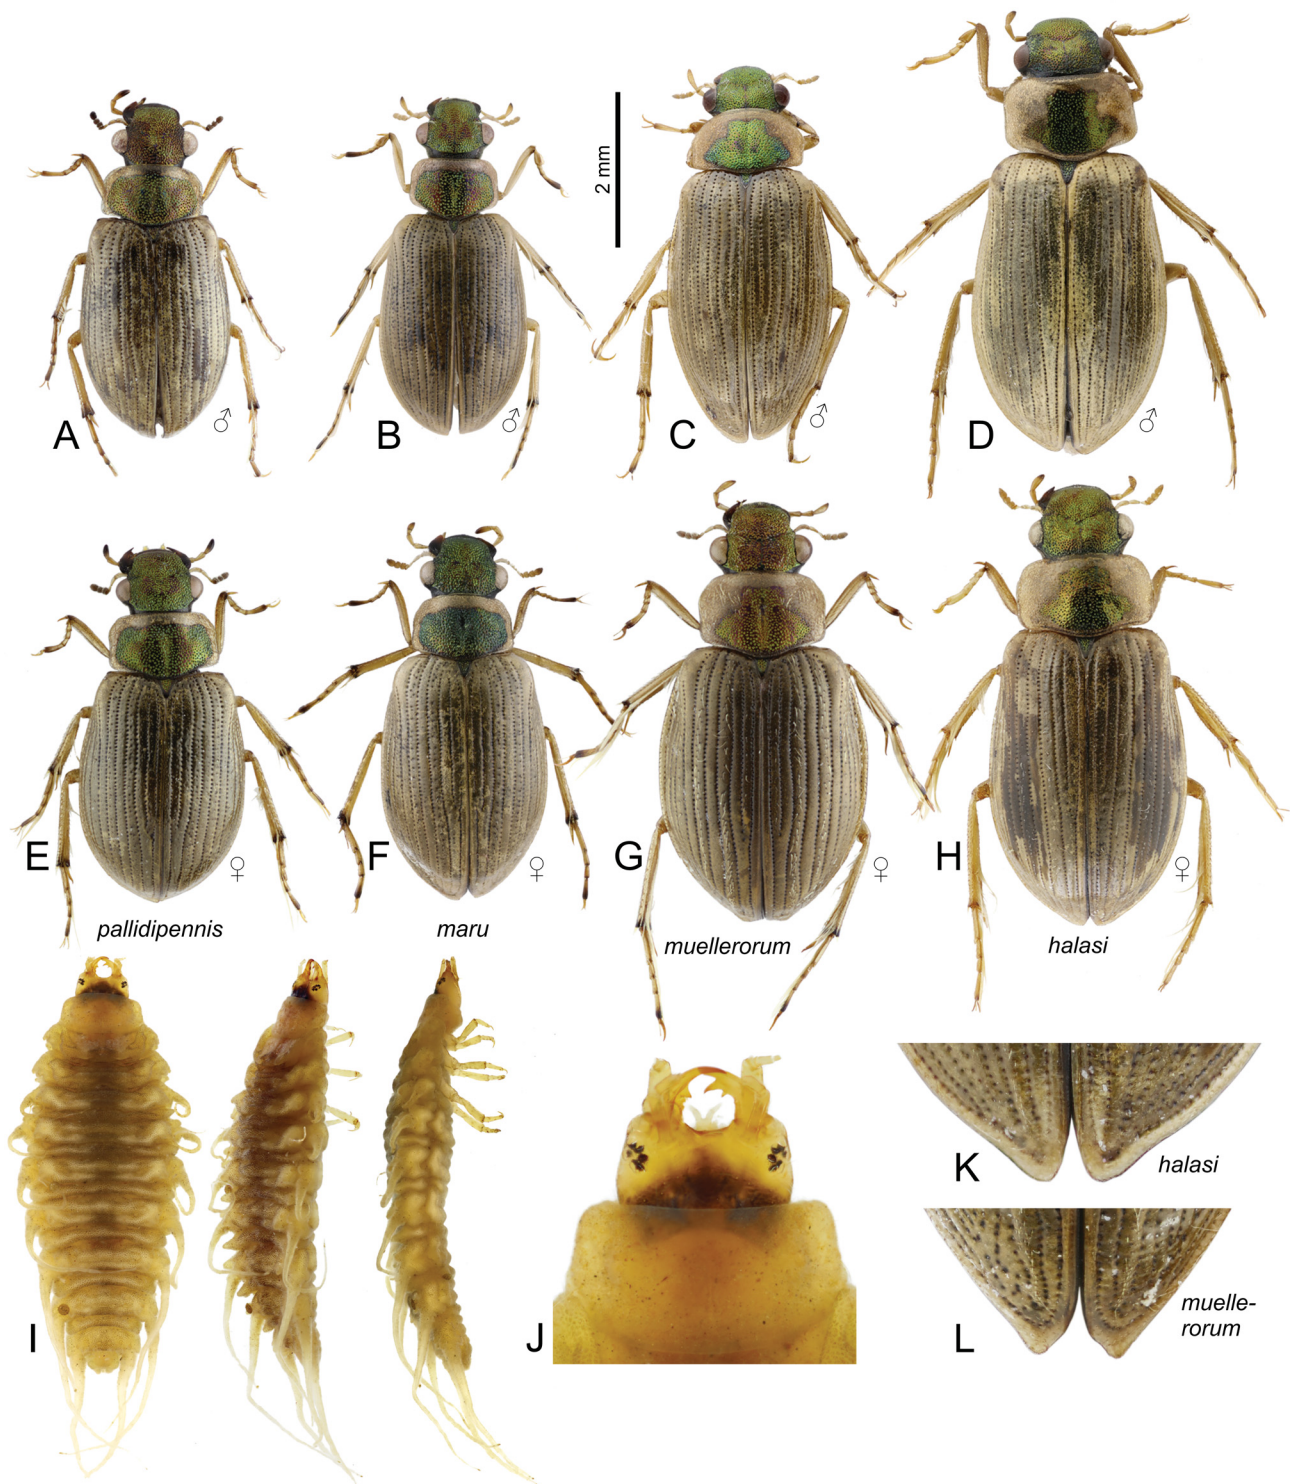 2 mm
A ♂
B ♂
C ♂
D ♂
E ♀
F ♀
G ♀
H ♀
pallidipennis
maru
muellerorum
halasi
I
J
K
halasi
L
muelle-
rorum